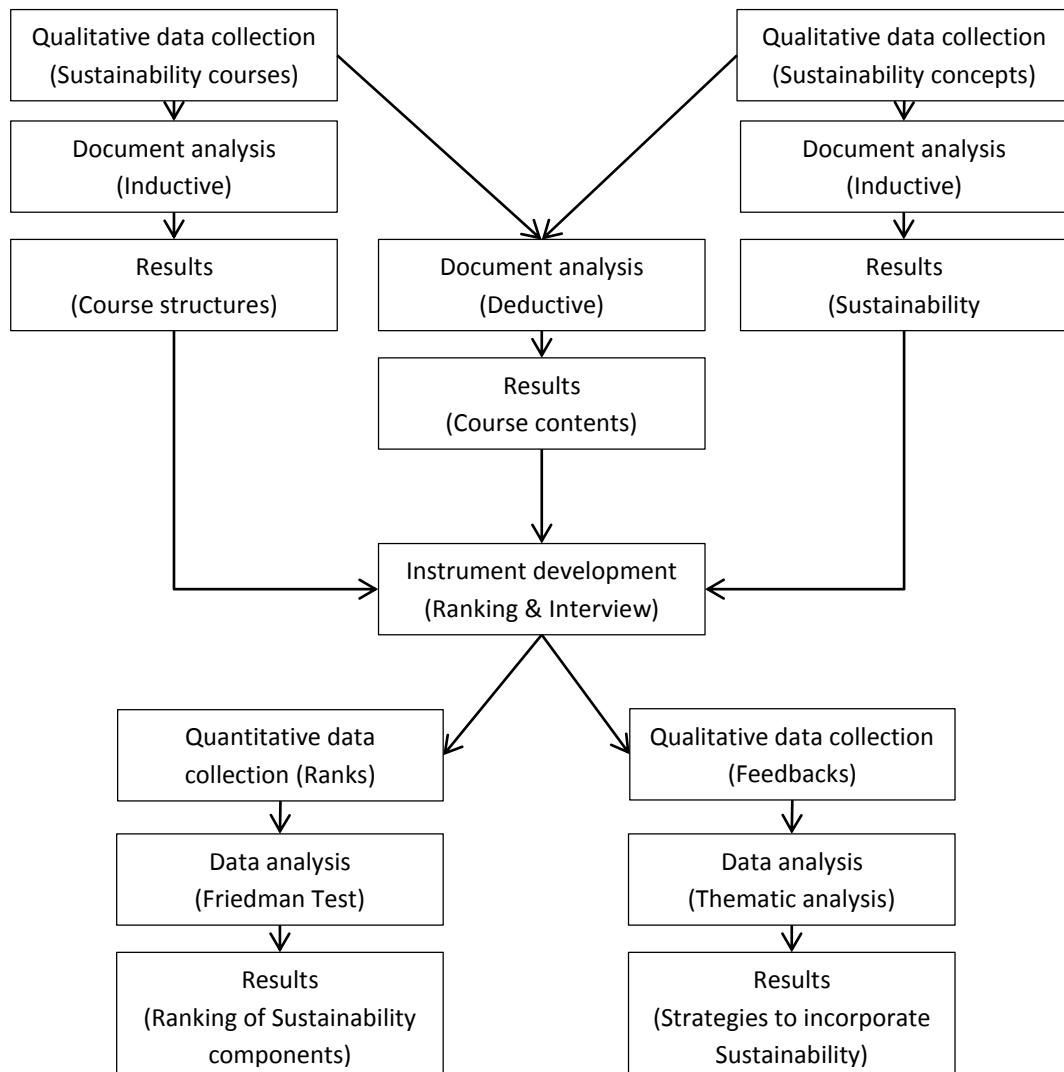 Qualitative data collection
(Sustainability courses)
Qualitative data collection
(Sustainability concepts)
Document analysis
(Inductive)
Document analysis
(Inductive)
Results
(Course structures)
Document analysis
(Deductive)
Results
(Sustainability
Results
(Course contents)
Instrument development
(Ranking & Interview)
Quantitative data
collection (Ranks)
Qualitative data collection
(Feedbacks)
Data analysis
(Friedman Test)
Data analysis
(Thematic analysis)
Results
(Ranking of Sustainability
components)
Results
(Strategies to incorporate
Sustainability)